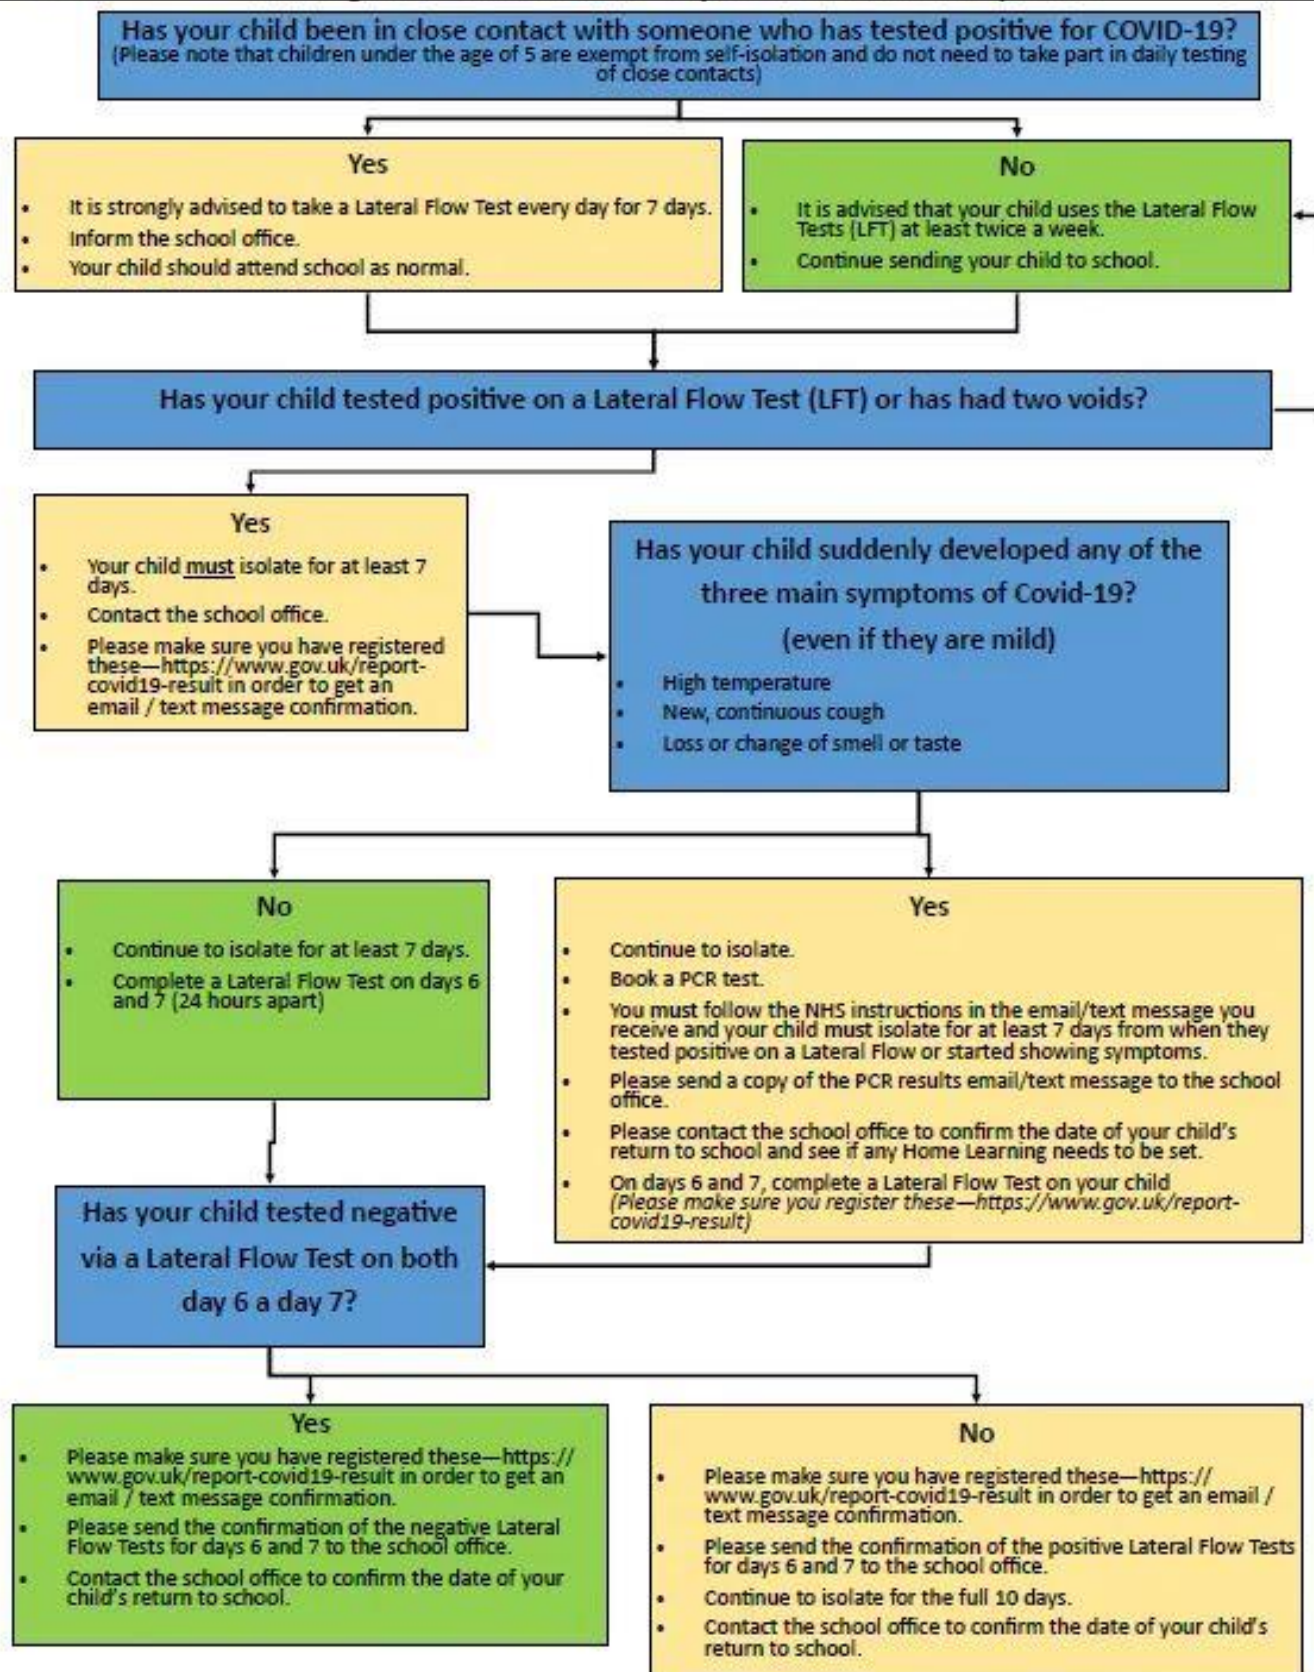 Has your child been in close contact with someone who has tested positive for COVID-19?
(Please note that children under the age of 5 are exempt from self-isolation and do not need to take part in daily testing
of close contacts)
Yes
• It is strongly advised to take a Lateral Flow Test every day for 7 days.
• Inform the school office.
• Your child should attend school as normal.
No
• It is advised that your child uses the Lateral Flow
Tests (LFT) at least twice a week.
• Continue sending your child to school.
Has your child tested positive on a Lateral Flow Test (LFT) or has had two voids?
Yes
• Your child must isolate for at least 7
days.
• Contact the school office.
• Please make sure you have registered
these—https://www.gov.uk/report-
covid19-result in order to get an
email / text message confirmation.
Has your child suddenly developed any of the
three main symptoms of Covid-19?
(even if they are mild)
• High temperature
• New, continuous cough
• Loss or change of smell or taste
No
• Continue to isolate for at least 7 days.
• Complete a Lateral Flow Test on days 6
and 7 (24 hours apart)
Yes
• Continue to isolate.
• Book a PCR test.
• You must follow the NHS instructions in the email/text message you
receive and your child must isolate for at least 7 days from when they
tested positive on a Lateral Flow or started showing symptoms.
• Please send a copy of the PCR results email/text message to the school
office.
• Please contact the school office to confirm the date of your child's
return to school and see if any Home Learning needs to be set.
• On days 6 and 7, complete a Lateral Flow Test on your child
(Please make sure you register these—https://www.gov.uk/report-
covid19-result)
Has your child tested negative
via a Lateral Flow Test on both
day 6 a day 7?
Yes
• Please make sure you have registered these—https://
www.gov.uk/report-covid19-result in order to get an
email / text message confirmation.
• Please send the confirmation of the negative Lateral
Flow Tests for days 6 and 7 to the school office.
• Contact the school office to confirm the date of your
child's return to school.
No
• Please make sure you have registered these—https://
www.gov.uk/report-covid19-result in order to get an email /
text message confirmation.
• Please send the confirmation of the positive Lateral Flow Tests
for days 6 and 7 to the school office.
• Continue to isolate for the full 10 days.
• Contact the school office to confirm the date of your child's
return to school.